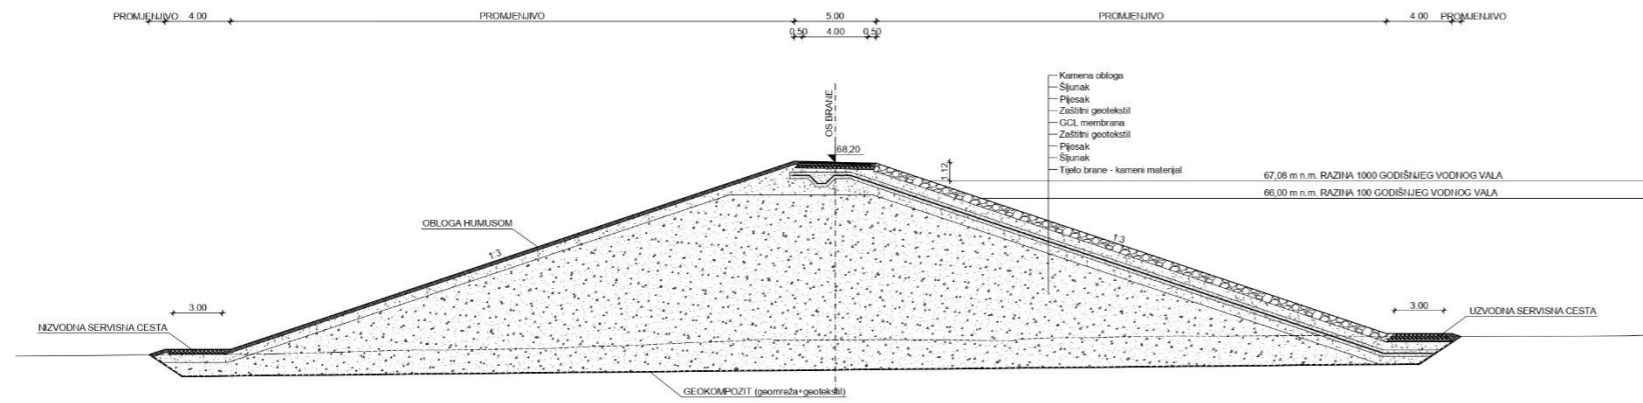 PROMJENJIVO
4.00
PROMJENJIVO
5.00
PROMJENJIVO
4.00
PROMJENJIVO
0,50
4.00
0,50
OS BRANE
68,20
1.12
Kamena obloga
Šljunak
Pijesak
Zaštitni geotekstil
GCL membrana
Zaštitni geotekstil
Pijesak
Šljunak
Tijelo brane - kameni materijal
67,08 m n.m. RAZINA 1000 GODIŠNJEG VODNOG VALA
66,00 m n.m. RAZINA 100 GODIŠNJEG VODNOG VALA
OBLOGA HUMUSOM
1:3
1:3
3.00
NIZVODNA SERVISNA CESTA
3.00
UZVODNA SERVISNA CESTA
GEOKOMPOZIT (geomreža+geotekstil)